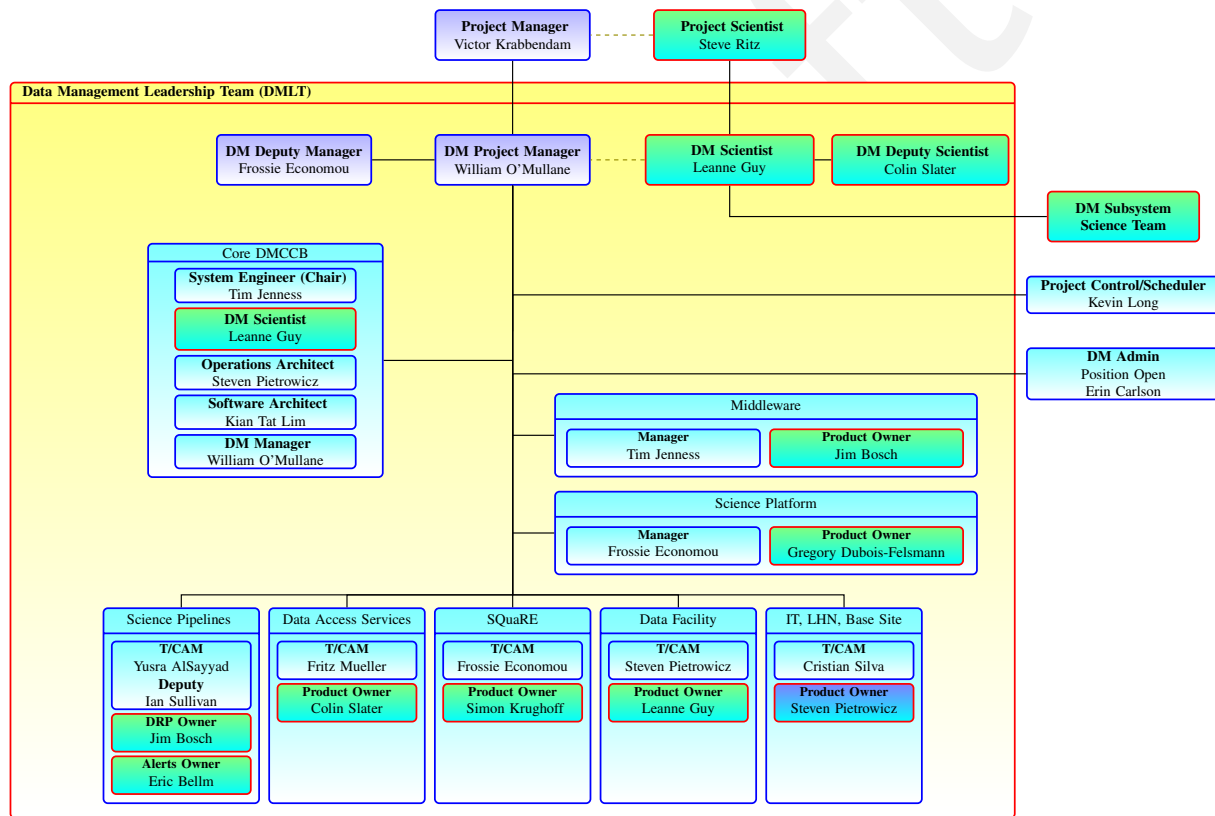 Project Manager
Victor Krabbendam
Project Scientist
Steve Ritz
Data Management Leadership Team (DMLT)
DM Deputy Manager
Frossie Economou
DM Project Manager
William O'Mullane
DM Scientist
Leanne Guy
DM Deputy Scientist
Colin Slater
DM Subsystem
Science Team
Core DMCCB
System Engineer (Chair)
Tim Jenness
DM Scientist
Leanne Guy
Operations Architect
Steven Pietrowicz
Software Architect
Kian Tat Lim
DM Manager
William O'Mullane
Project Control/Scheduler
Kevin Long
DM Admin
Position Open
Erin Carlson
Middleware
Manager
Tim Jenness
Product Owner
Jim Bosch
Science Platform
Manager
Frossie Economou
Product Owner
Gregory Dubois-Felsmann
Science Pipelines
T/CAM
Yusra AlSayyad
Deputy
Ian Sullivan
DRP Owner
Jim Bosch
Alerts Owner
Eric Bellm
Data Access Services
T/CAM
Fritz Mueller
Product Owner
Colin Slater
SQuaRE
T/CAM
Frossie Economou
Product Owner
Simon Krughoff
Data Facility
T/CAM
Steven Pietrowicz
Product Owner
Leanne Guy
IT, LHN, Base Site
T/CAM
Cristian Silva
Product Owner
Steven Pietrowicz